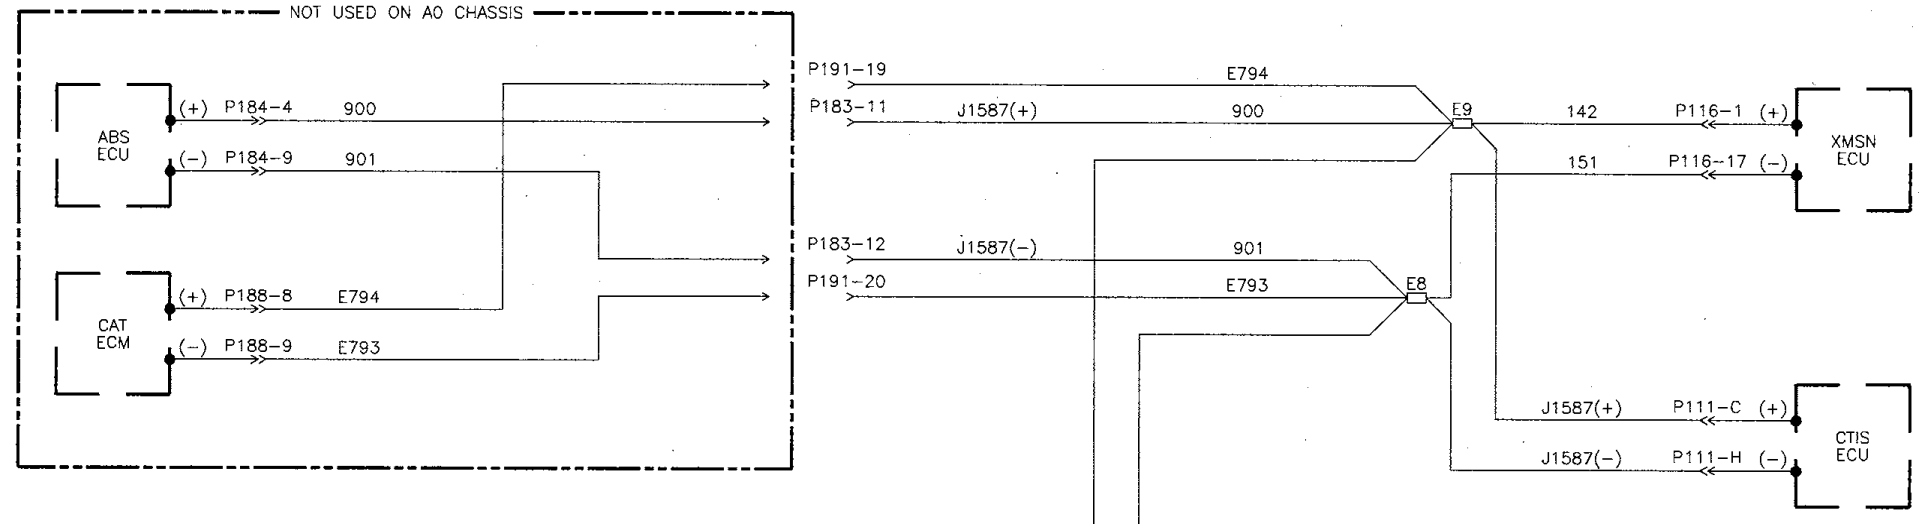 NOT USED ON A0 CHASSIS
ABS
ECU
(+) P184-4 900
(-) P184-9 901
CAT
ECM
(+) P188-8 E794
(-) P188-9 E793
P191-19 E794
P183-11 J1587(+) 900
E9
142 P116-1 (+)
151 P116-17 (-)
XMSN
ECU
P183-12 J1587(-) 901
P191-20 E793
E8
J1587(+) P111-C (+)
J1587(-) P111-H (-)
CTIS
ECU